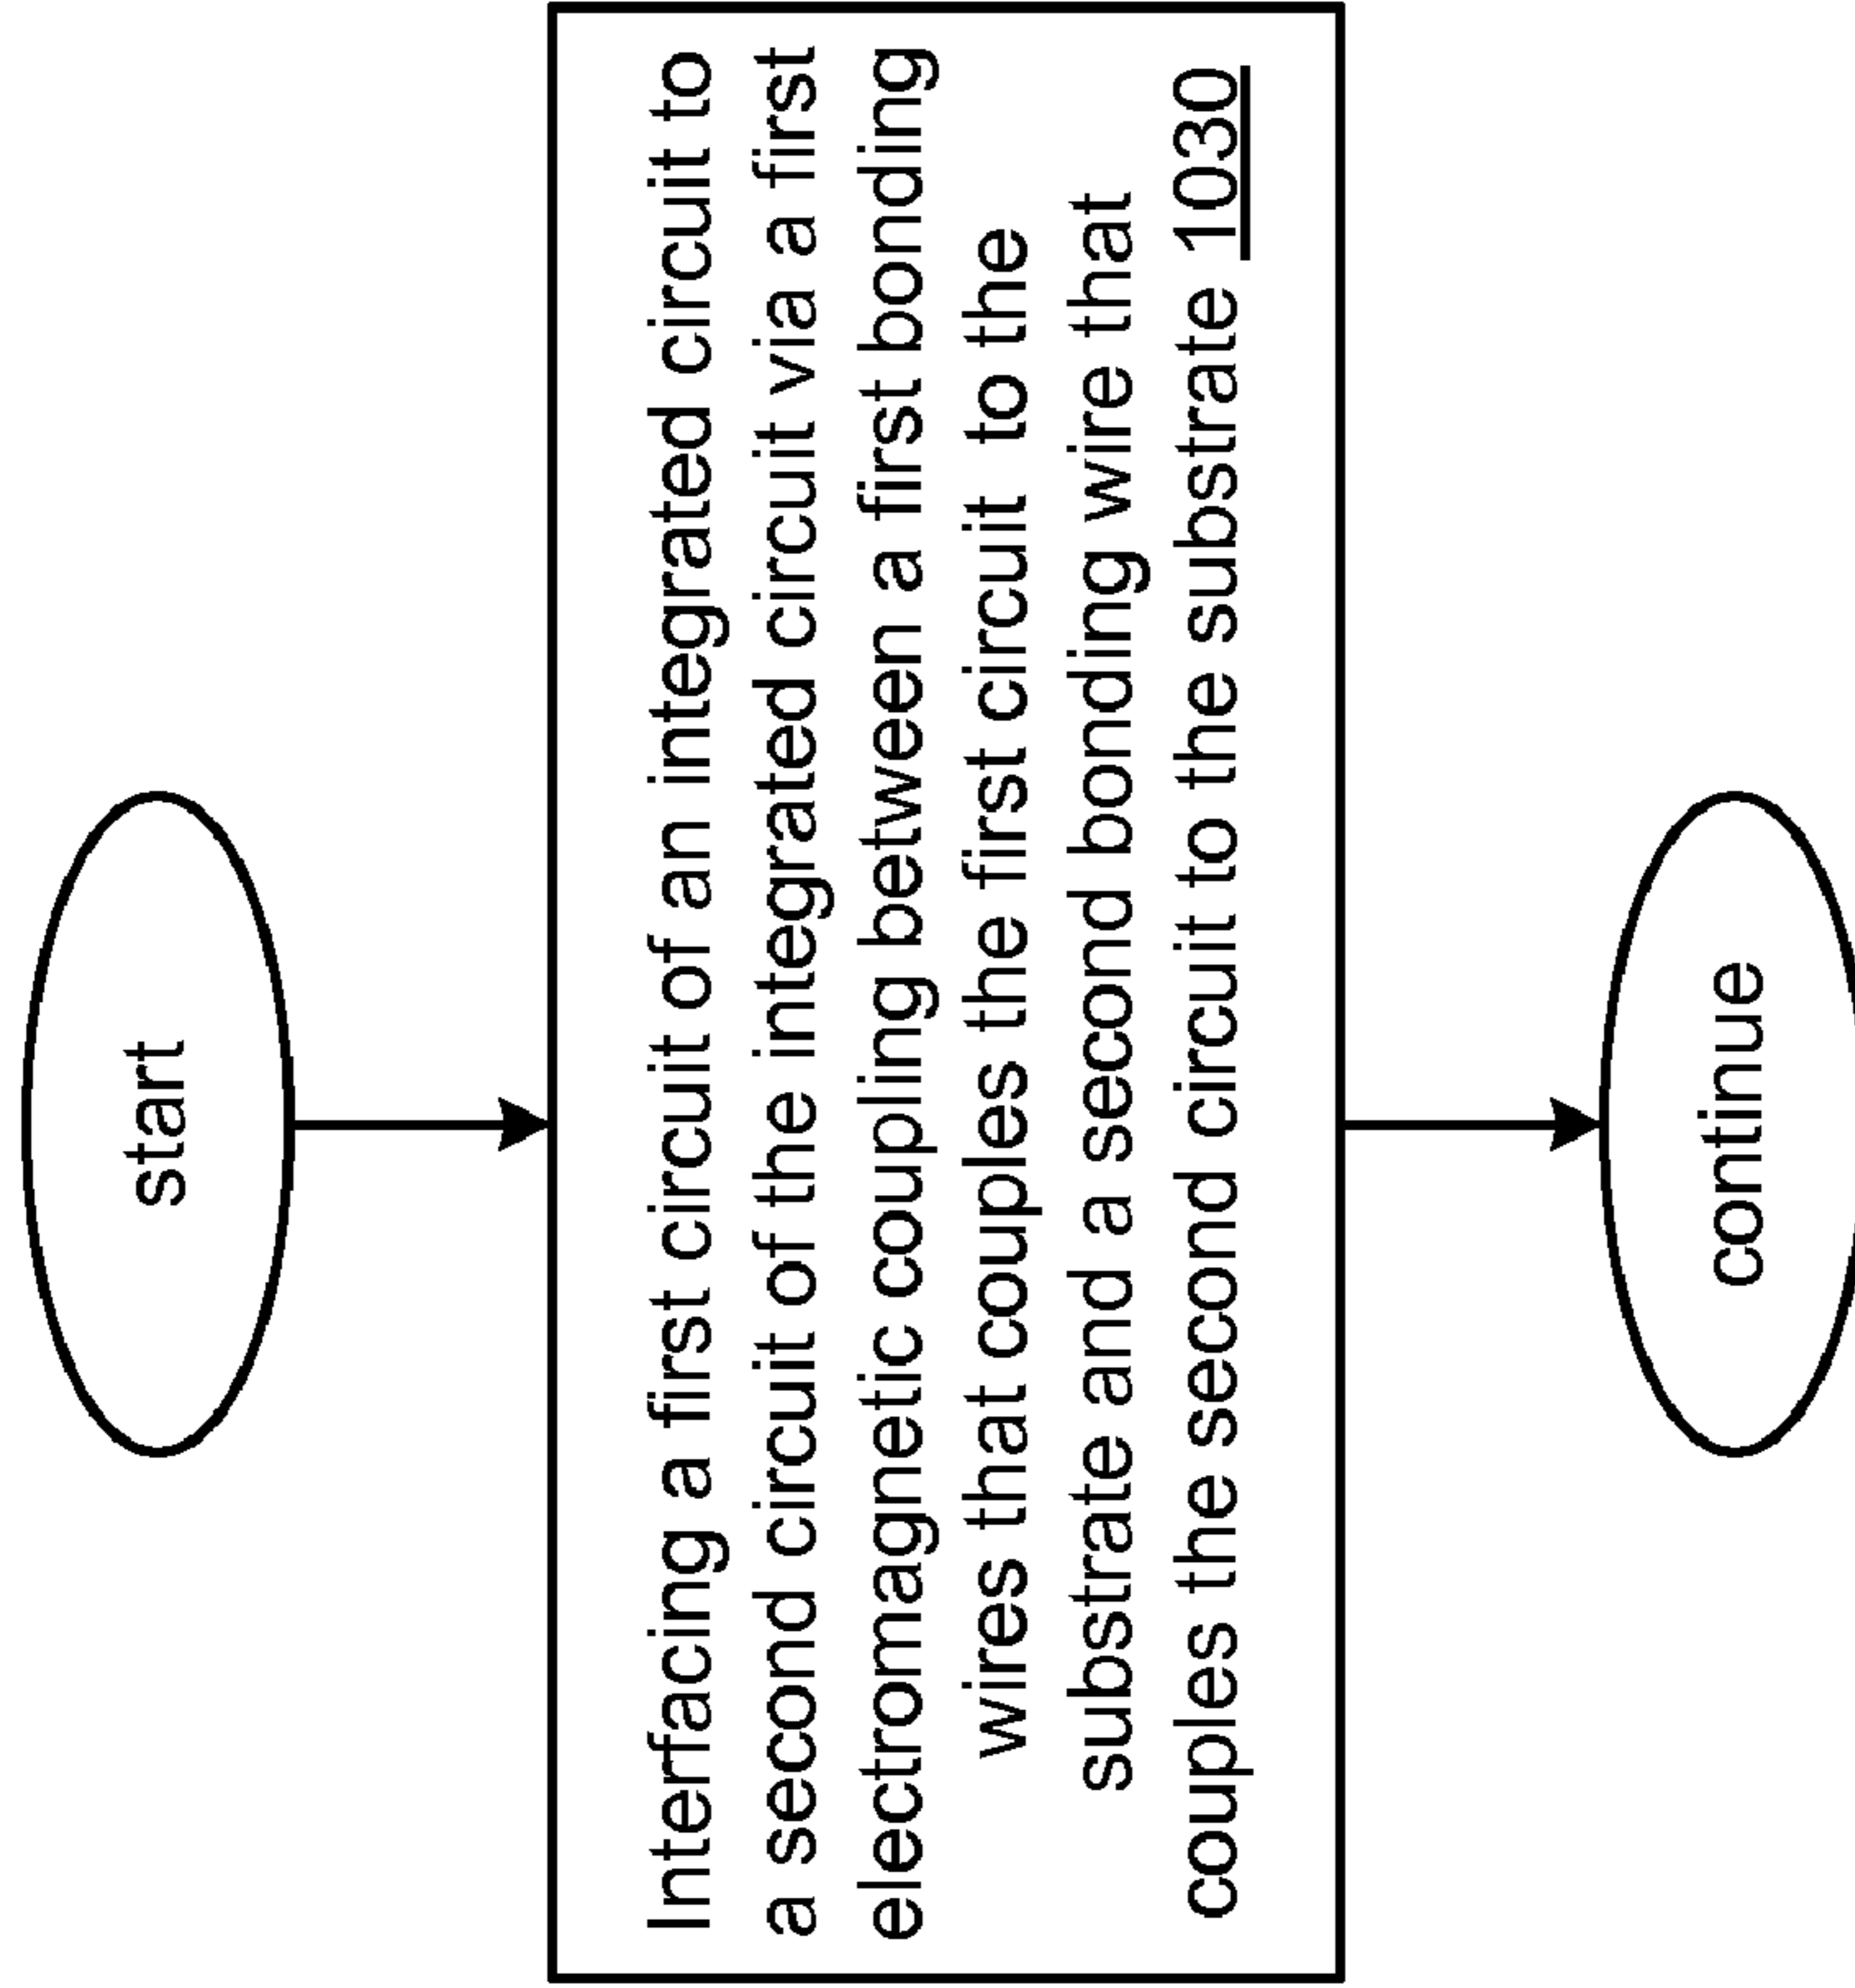 start
Interfacing a first circuit of an integrated circuit to
a second circuit of the integrated circuit via a first
electromagnetic coupling between a first bonding
wires that couples the first circuit to the
substrate and a second bonding wire that
couples the second circuit to the substrate 1030
continue